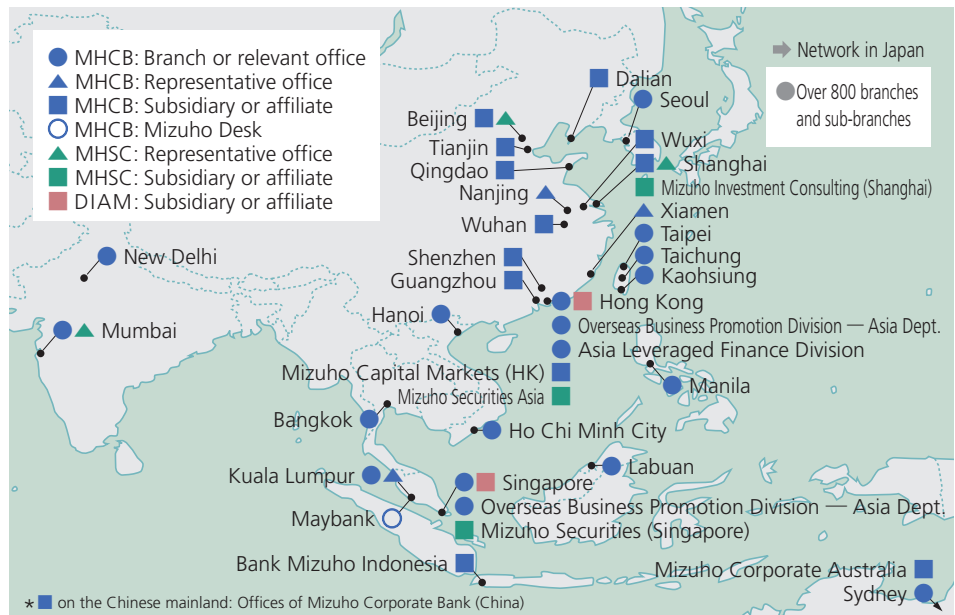 MHCB: Branch or relevant office
MHCB: Representative office
MHCB: Subsidiary or affiliate
MHCB: Mizuho Desk
MHSC: Representative office
MHSC: Subsidiary or affiliate
DIAM: Subsidiary or affiliate
Network in Japan
Over 800 branches
and sub-branches
Dalian
Seoul
Beijing
Tianjin
Qingdao
Nanjing
Wuhan
Wuxi
Shanghai
Mizuho Investment Consulting (Shanghai)
Xiamen
Taipei
Taichung
Kaohsiung
New Delhi
Mumbai
Shenzhen
Guangzhou
Hanoi
Hong Kong
Overseas Business Promotion Division — Asia Dept.
Asia Leveraged Finance Division
Mizuho Capital Markets (HK)
Mizuho Securities Asia
Manila
Bangkok
Ho Chi Minh City
Kuala Lumpur
Maybank
Labuan
Singapore
Overseas Business Promotion Division — Asia Dept.
Mizuho Securities (Singapore)
Bank Mizuho Indonesia
Mizuho Corporate Australia
Sydney
* ■ on the Chinese mainland: Offices of Mizuho Corporate Bank (China)